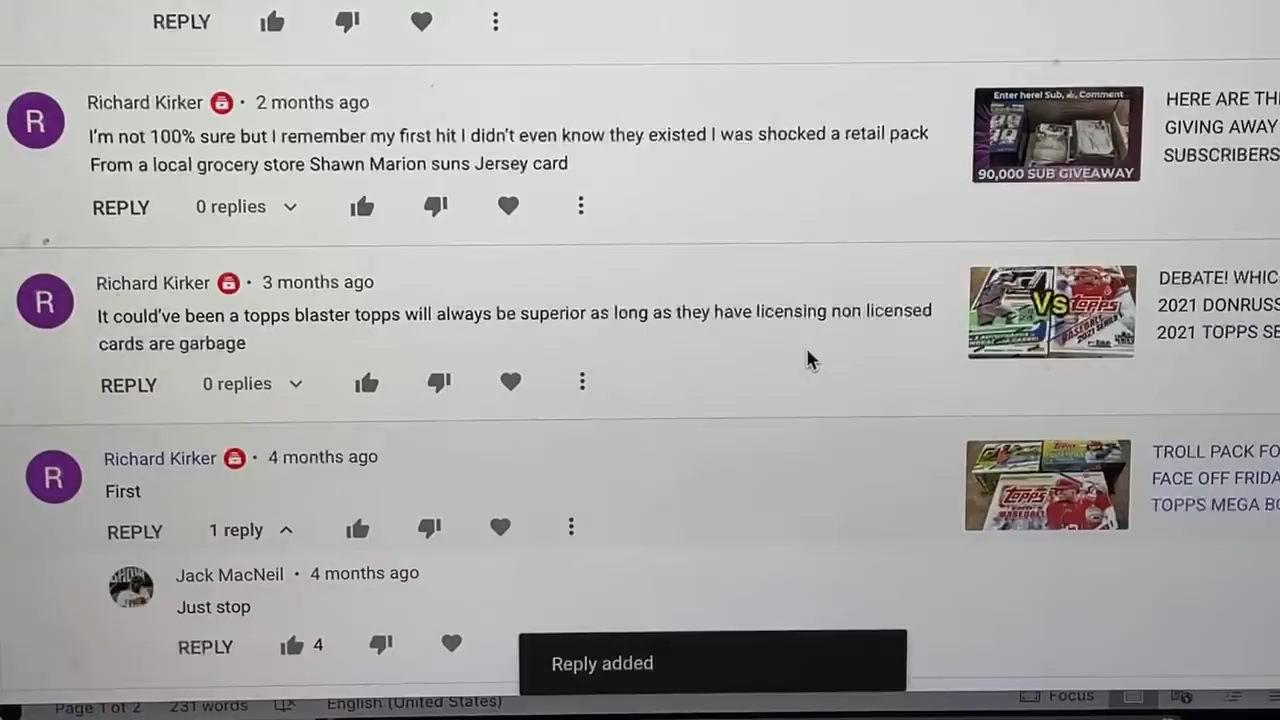 REPLY
Richard Kirker · 2 months ago
I'm not 100% sure but I remember my first hit I didn't even know they existed I was shocked a retail pack
From a local grocery store Shawn Marion suns Jersey card
REPLY 0 replies
Enter here! Sub, Comment
90,000 SUB GIVEAWAY
HERE ARE TH
GIVING AWAY
SUBSCRIBERS
R
Richard Kirker · 3 months ago
It could've been a topps blaster topps will always be superior as long as they have licensing non licensed
cards are garbage
REPLY 0 replies
R
Vs
Topps
BASEBALL
DEBATE! WHIC
2021 DONRUSS
2021 TOPPS SE
Richard Kirker · 4 months ago
First
REPLY 1 reply
R
Topps
BASEBALL
TROLL PACK FO
FACE OFF FRIDA
TOPPS MEGA BO
Jack MacNeil · 4 months ago
Just stop
REPLY 4
Reply added
Page 1 of 2 231 words English (United States) Focus